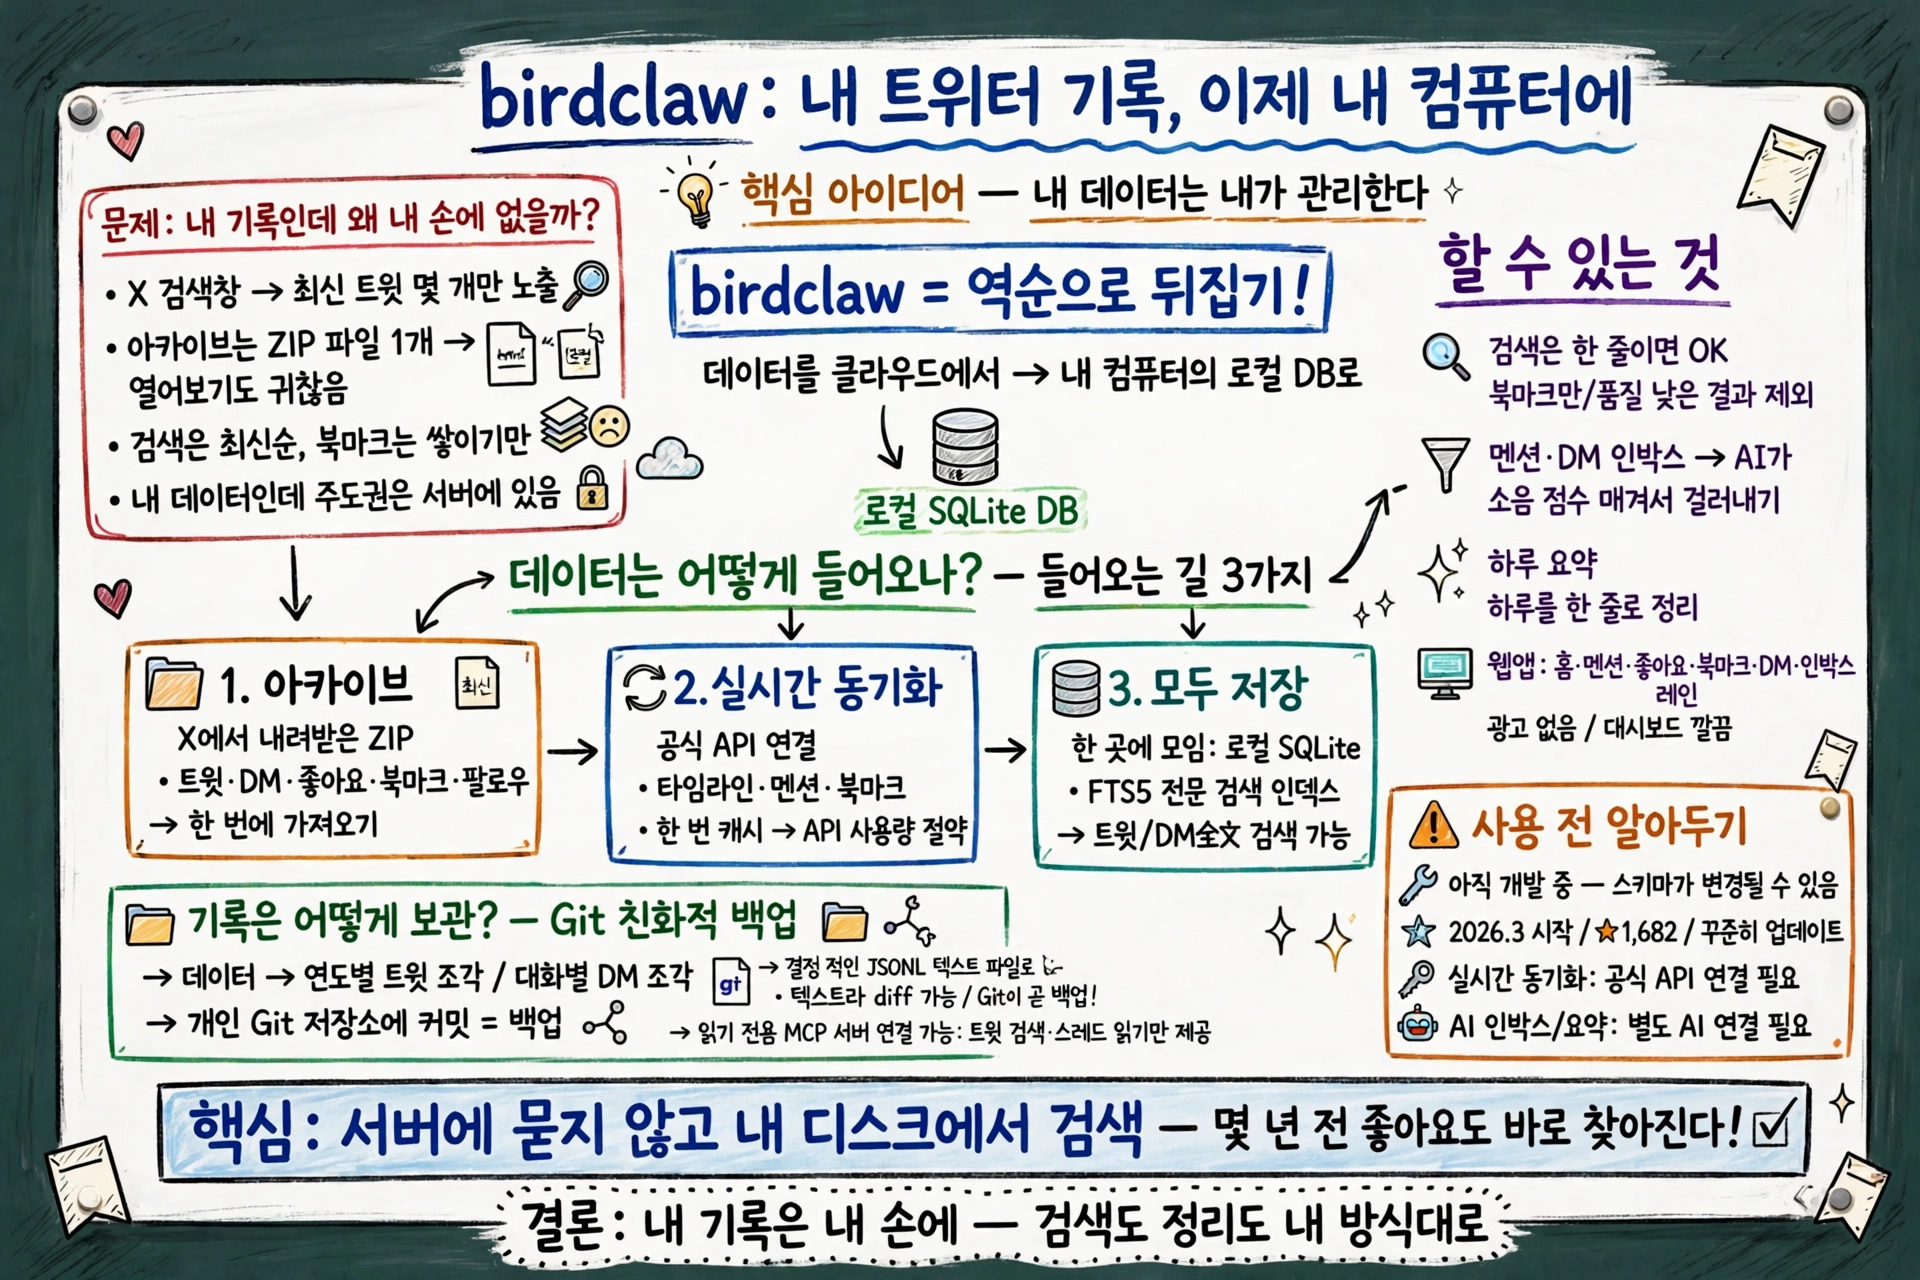 birdclaw : 내 트위터 기록, 이제 내 컴퓨터에
핵심 아이디어 — 내 데이터는 내가 관리한다
문제 : 내 기록인데 왜 내 손에 없을까?
• X 검색창 → 최신 트윗 몇 개만 노출
• 아카이브는 ZIP 파일 1개 →
열어보기도 귀찮음
• 검색은 최신순, 북마크는 쌓이기만
• 내 데이터인데 주도권은 서버에 있음
birdclaw = 역순으로 뒤집기!
데이터를 클라우드에서 → 내 컴퓨터의 로컬 DB로
로컬 SQLite DB
할 수 있는 것
검색은 한 줄이면 OK
북마크만/품질 낮은 결과 제외
멘션·DM 인박스 → AI가
소음 점수 매겨서 걸러내기
하루 요약
하루를 한 줄로 정리
웹앱 : 홈·멘션·좋아요·북마크·DM·인박스
레인
광고 없음 / 대시보드 깔끔
데이터는 어떻게 들어오나? — 들어오는 길 3가지
1. 아카이브
최신
X에서 내려받은 ZIP
• 트윗·DM·좋아요·북마크·팔로우
→ 한 번에 가져오기
2. 실시간 동기화
공식 API 연결
• 타임라인·멘션·북마크
• 한 번 캐시 → API 사용량 절약
3. 모두 저장
한 곳에 모임: 로컬 SQLite
• FTS5 전문 검색 인덱스
→ 트윗/DM全文 검색 가능
사용 전 알아두기
아직 개발 중 — 스키마가 변경될 수 있음
2026.3 시작 / ★1,682 / 꾸준히 업데이트
실시간 동기화: 공식 API 연결 필요
AI 인박스/요약: 별도 AI 연결 필요
기록은 어떻게 보관? — Git 친화적 백업
→ 데이터 → 연도별 트윗 조각 / 대화별 DM 조각
→ 개인 Git 저장소에 커밋 = 백업
gt
→ 결정 적인 JSONL 텍스트 파일로
• 텍스트라 diff 가능 / Git이 곧 백업!
→ 읽기 전용 MCP 서버 연결 가능: 트윗 검색·스레드 읽기만 제공
핵심 : 서버에 묻지 않고 내 디스크에서 검색 — 몇 년 전 좋아요도 바로 찾아진다!
결론 : 내 기록은 내 손에 — 검색도 정리도 내 방식대로